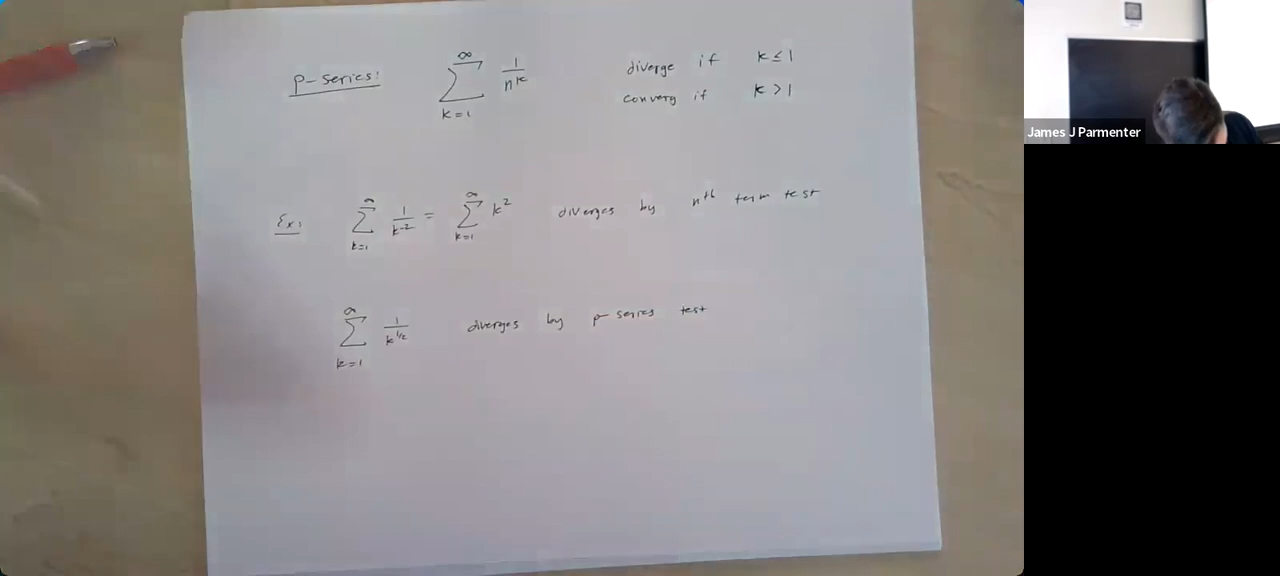 p-series: ∑_{k=1}^{∞} 1/n^k diverge if k ≤ 1
converg if k > 1
Ex: ∑_{k=1}^{∞} 1/k^{-2} = ∑_{k=1}^{∞} k^2 diverges by nth term test
∑_{k=1}^{∞} 1/k^{1/2} diverges by p-series test
James J Parmenter